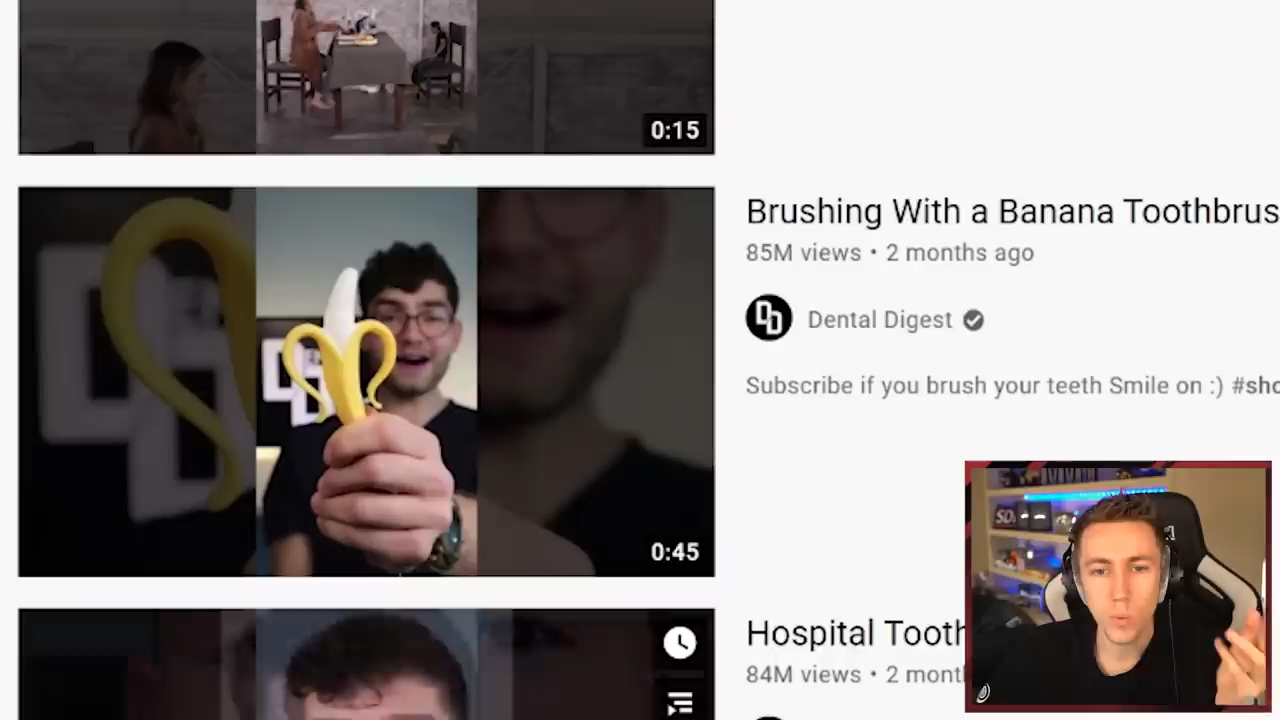 0:15
Brushing With a Banana Toothbrus
85M views • 2 months ago
DD
Dental Digest
Subscribe if you brush your teeth Smile on :) #sho
0:45
Hospital Tooth
84M views • 2 mont